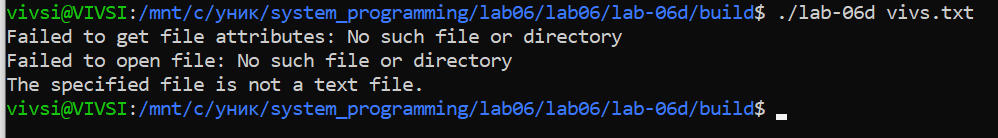 vivsi@VIVSI:/mnt/c/уник/system_programming/lab06/lab06/lab-06d/build$ ./lab-06d vivs.txt
Failed to get file attributes: No such file or directory
Failed to open file: No such file or directory
The specified file is not a text file.
vivsi@VIVSI:/mnt/c/уник/system_programming/lab06/lab06/lab-06d/build$